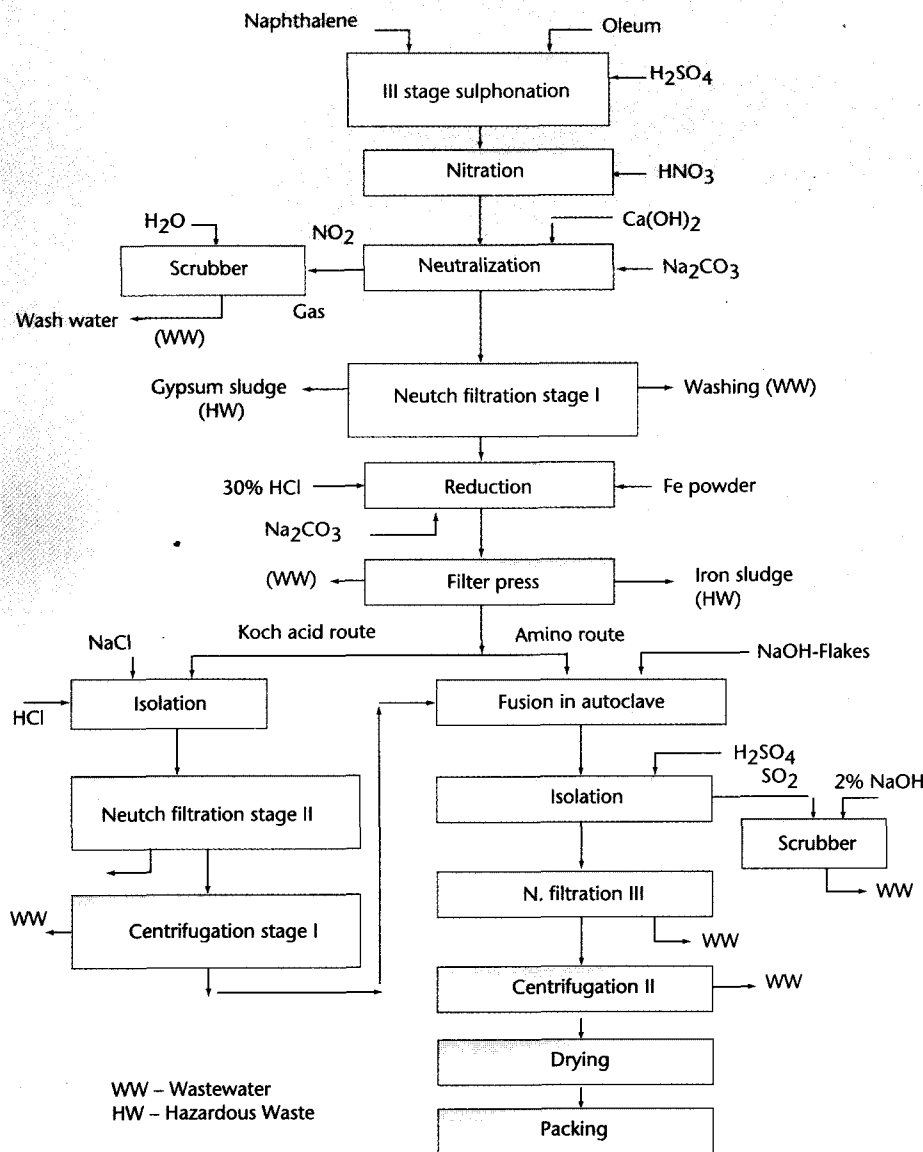 Naphthalene
Oleum
III stage sulphonation
H2SO4
Nitration
HNO3
H2O
NO2
Ca(OH)2
Scrubber
Neutralization
Na2CO3
Gas
Wash water
(WW)
Gypsum sludge
(HW)
Neutch filtration stage I
Washing (WW)
30% HCl
Reduction
Fe powder
Na2CO3
(WW)
Filter press
Iron sludge
(HW)
Koch acid route
Amino route
NaCl
NaOH-Flakes
HCl
Isolation
Fusion in autoclave
H2SO4
SO2
2% NaOH
Neutch filtration stage II
Isolation
Scrubber
WW
N. filtration III
WW
Centrifugation stage I
WW
Centrifugation II
WW
Drying
WW – Wastewater
HW – Hazardous Waste
Packing